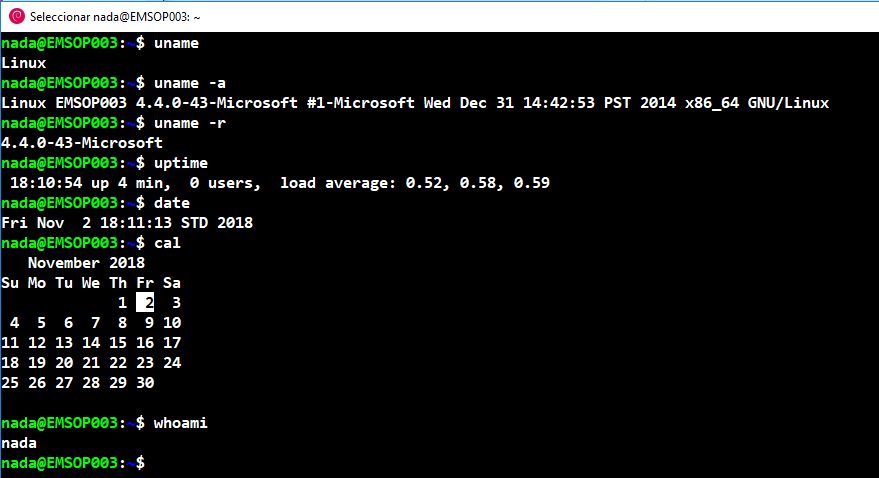 Seleccionar nada@EMSOP003: ~
nada@EMSOP003:~$ uname
Linux
nada@EMSOP003:~$ uname -a
Linux EMSOP003 4.4.0-43-Microsoft #1-Microsoft Wed Dec 31 14:42:53 PST 2014 x86_64 GNU/Linux
nada@EMSOP003:~$ uname -r
4.4.0-43-Microsoft
nada@EMSOP003:~$ uptime
 18:10:54 up 4 min,  0 users,  load average: 0.52, 0.58, 0.59
nada@EMSOP003:~$ date
Fri Nov  2 18:11:13 STD 2018
nada@EMSOP003:~$ cal
   November 2018
Su Mo Tu We Th Fr Sa
             1  2  3
 4  5  6  7  8  9 10
11 12 13 14 15 16 17
18 19 20 21 22 23 24
25 26 27 28 29 30
nada@EMSOP003:~$ whoami
nada
nada@EMSOP003:~$